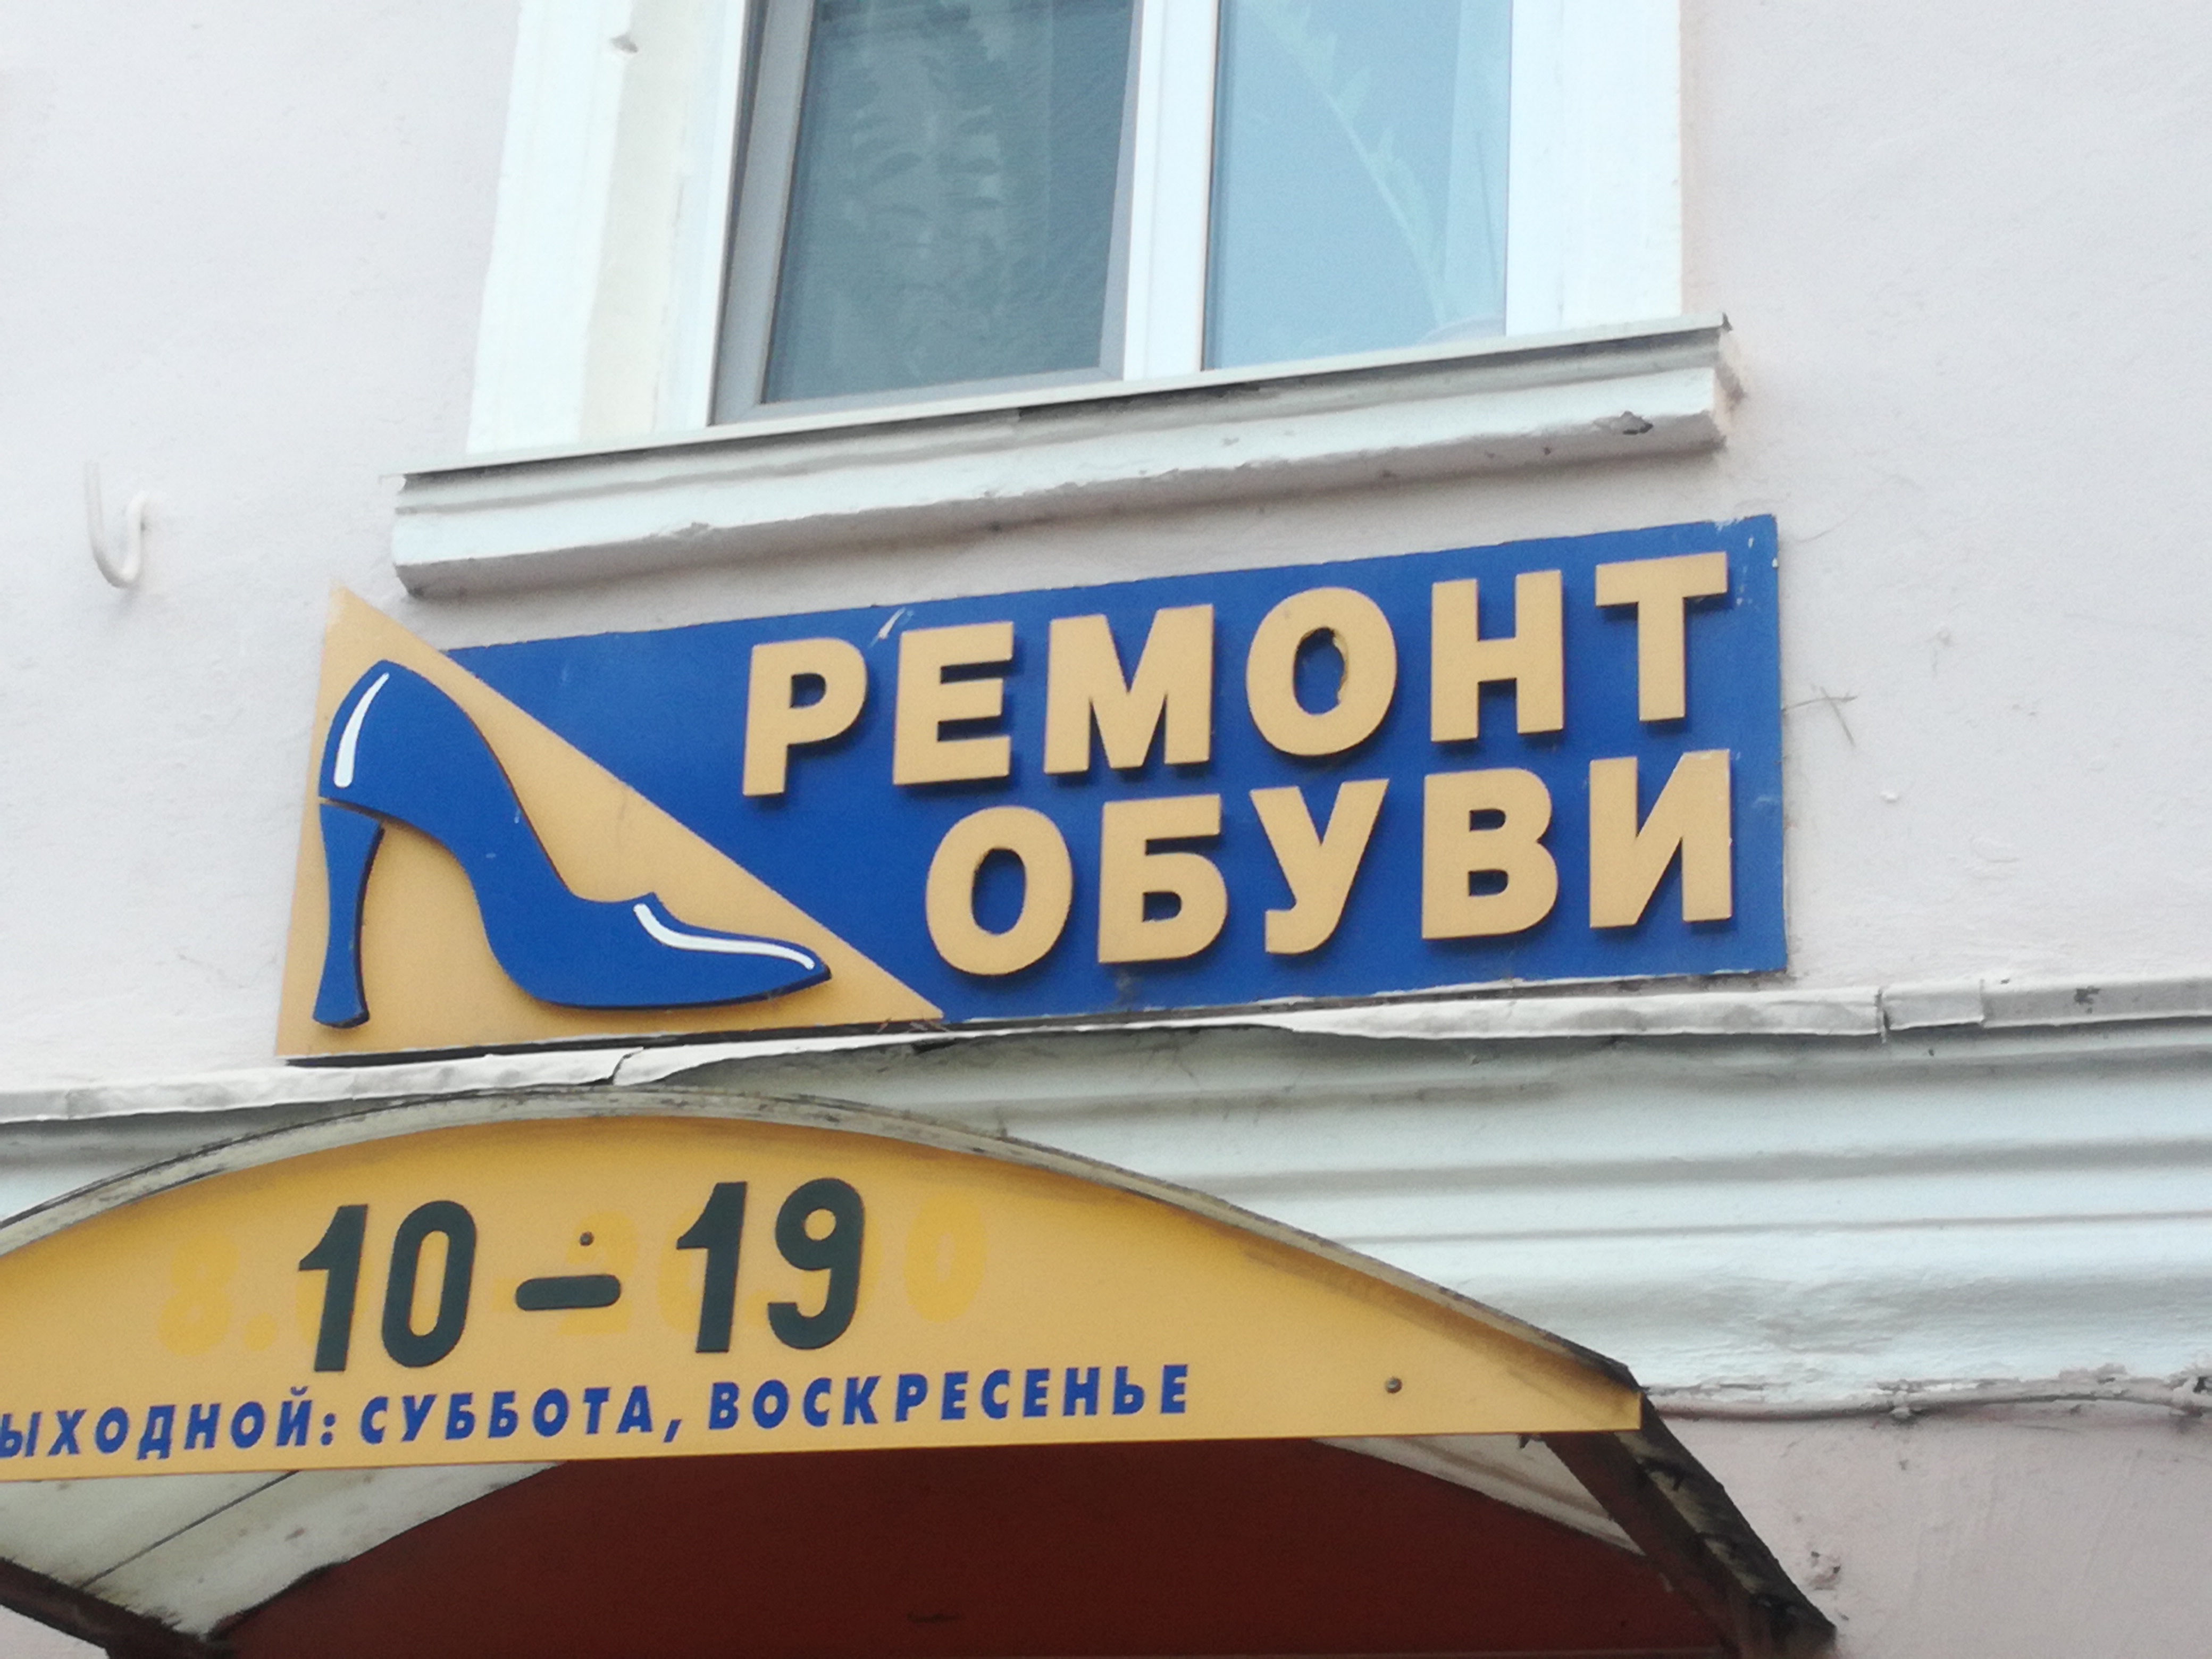 РЕМОНТ
ОБУВИ
10-19
ЫХОДНОЙ: СУББОТА, ВОСКРЕСЕНЬЕ